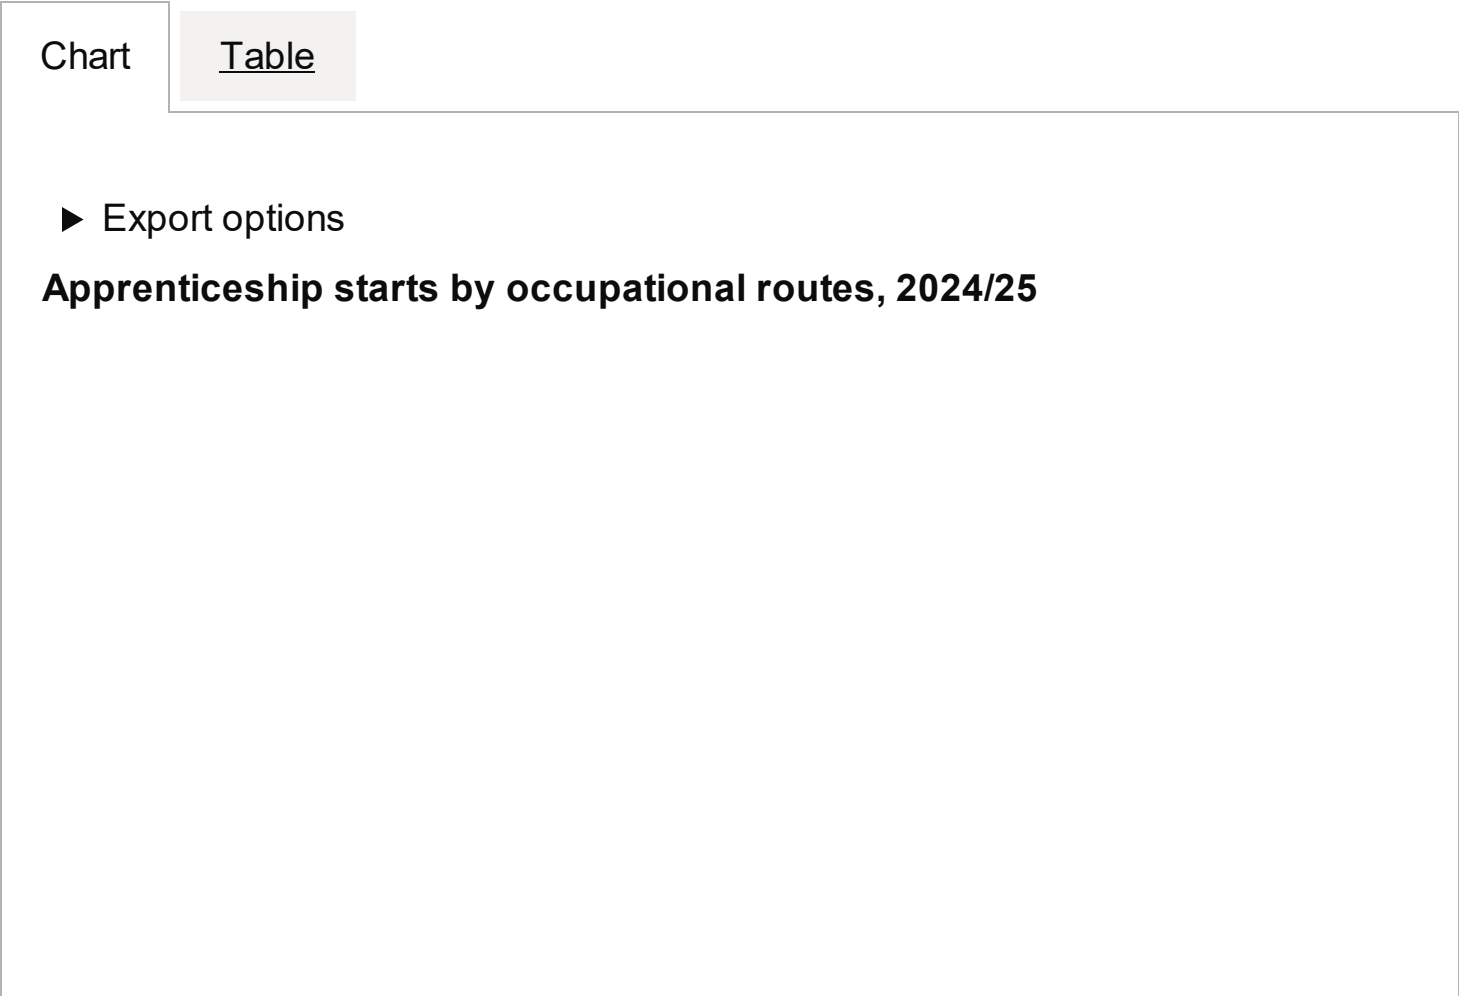 Chart Table
Export options
Apprenticeship starts by occupational routes, 2024/25